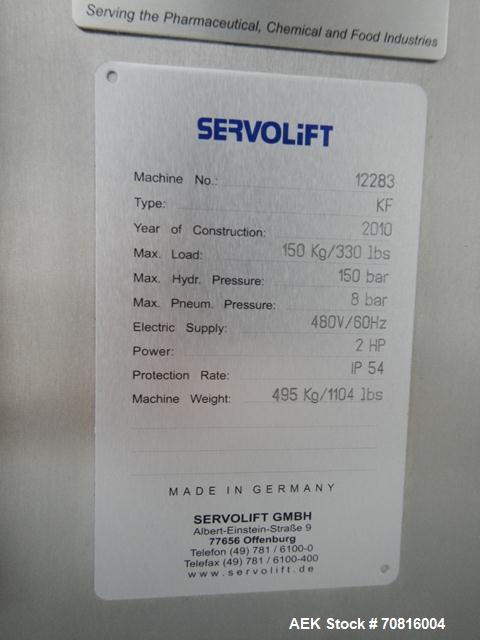 Serving the Pharmaceutical, Chemical and Food Industries
SERVOLiFT
Machine No.: 12283
Type: KF
Year of Construction: 2010
Max. Load: 150 Kg/330 lbs
Max. Hydr. Pressure: 150 bar
Max. Pneum. Pressure: 8 bar
Electric Supply: 480V/60Hz
Power: 2 HP
Protection Rate: IP 54
Machine Weight: 495 Kg/1104 lbs
MADE IN GERMANY
SERVOLIFT GMBH
Albert-Einstein-Straße 9
77656 Offenburg
Telefon (49) 781 / 6100-0
Telefax (49) 781 / 6100-400
www.servolift.de
AEK Stock # 70816004